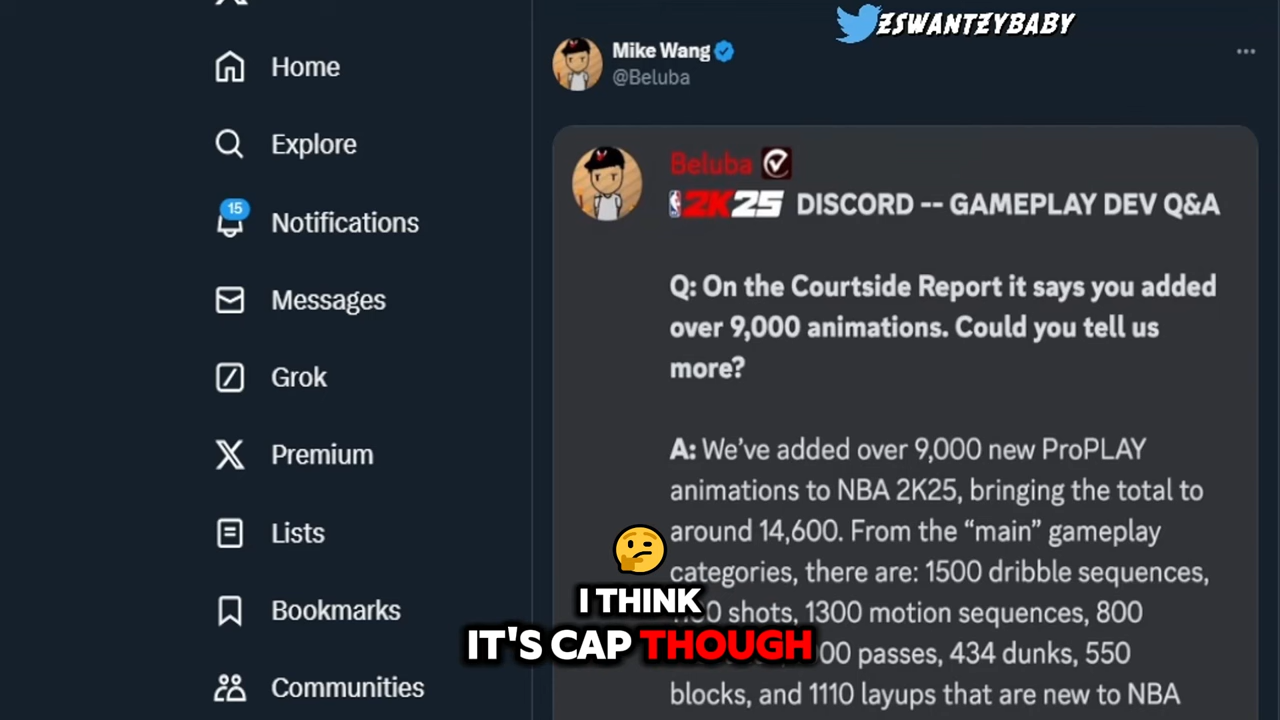 ZSWANTZYBABY
Home
Explore
15
Notifications
Messages
Grok
Premium
Lists
Bookmarks
Communities
Mike Wang
@Beluba
Beluba
2K25 DISCORD -- GAMEPLAY DEV Q&A
Q: On the Courtside Report it says you added
over 9,000 animations. Could you tell us
more?
A: We’ve added over 9,000 new ProPLAY
animations to NBA 2K25, bringing the total to
around 14,600. From the “main” gameplay
categories, there are: 1500 dribble sequences,
shots, 1300 motion sequences, 800
passes, 434 dunks, 550
blocks, and 1110 layups that are new to NBA
I THINK
IT'S CAP THOUGH